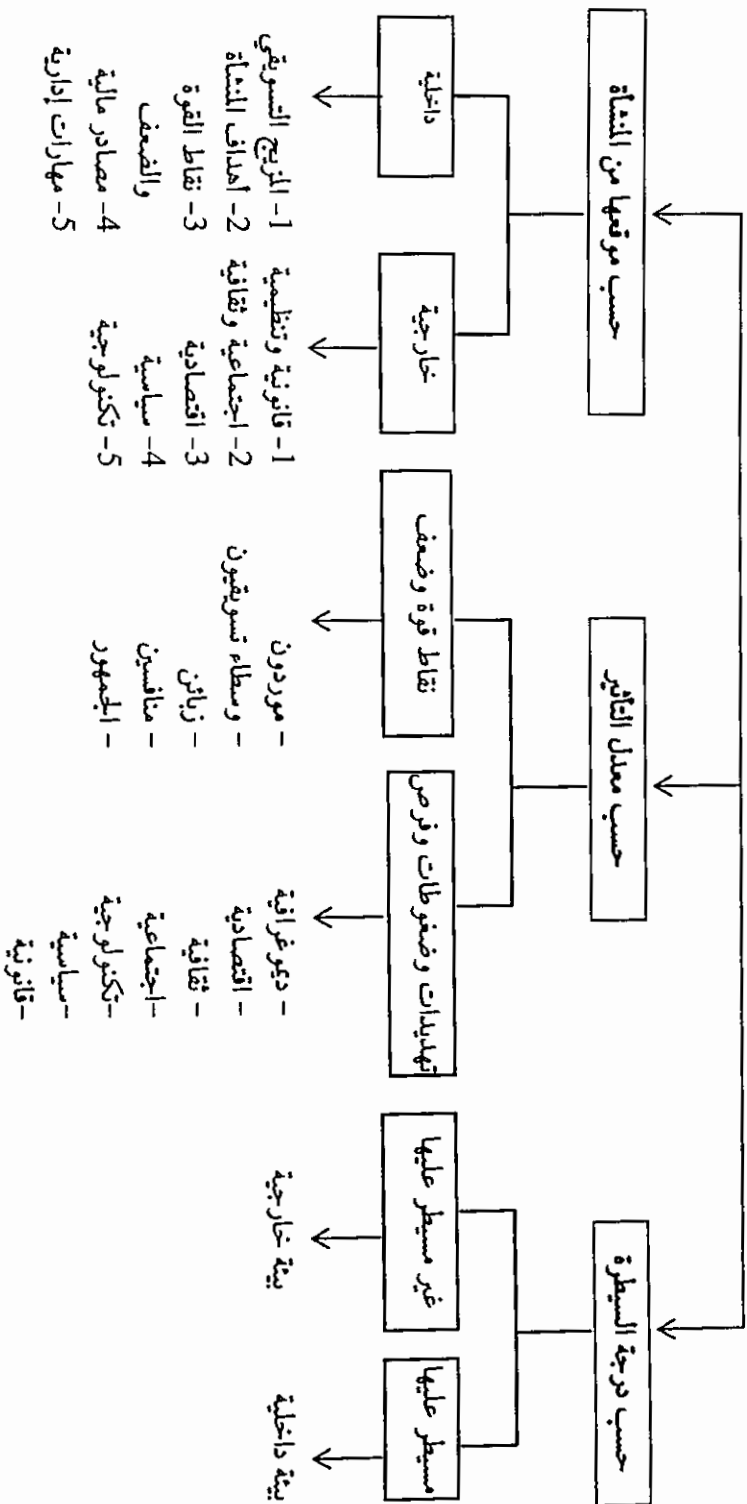 حسب موقعها من المنشأة
حسب معدل التأثير
حسب درجة السيطرة
داخلية
خارجية
نقاط قوة وضعف
تهديدات وضغوطات وفرص
غير مسيطر عليها
مسيطر عليها
1- المزيج التسويقي
2- أهداف المنشأة
3- نقاط القوة
والضعف
4- مصادر مالية
5- مهارات إدارية
1- قانونية وتنظيمية
2- اجتماعية وثقافية
3- اقتصادية
4- سياسية
5- تكنولوجية
- موردون
- وسطاء تسويقيون
- زبائن
- منافسين
- الجمهور
- ديموغرافية
- اقتصادية
- ثقافية
-اجتماعية
-تكنولوجية
-سياسية
-قانونية
بيئة خارجية
بيئة داخلية